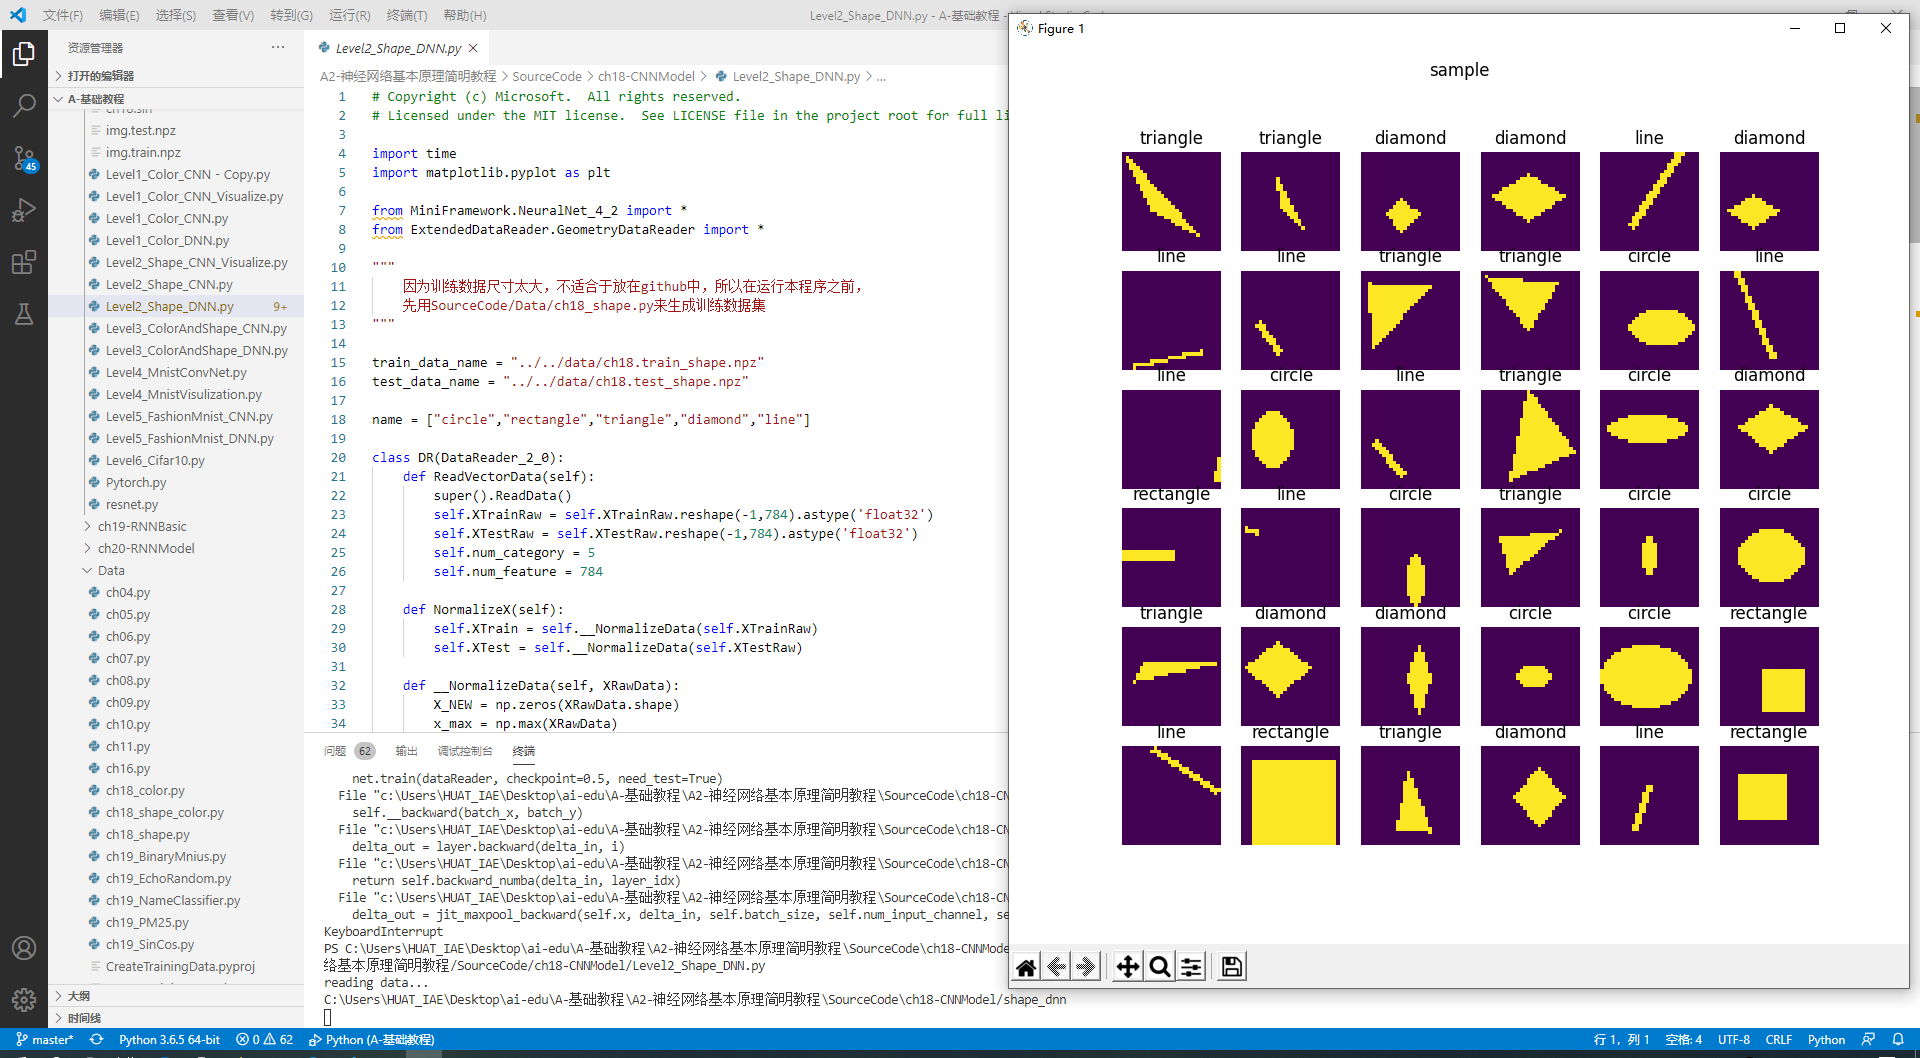 文件(F) 编辑(E) 选择(S) 查看(V) 转到(G) 运行(R) 终端(T) 帮助(H)
Level2_Shape_DNN.py - A-基础教程 -
资源管理器
打开的编辑器
A-基础教程
img.test.npz
img.train.npz
Level1_Color_CNN - Copy.py
Level1_Color_CNN_Visualize.py
Level1_Color_CNN.py
Level1_Color_DNN.py
Level2_Shape_CNN_Visualize.py
Level2_Shape_CNN.py
Level2_Shape_DNN.py 9+
Level3_ColorAndShape_CNN.py
Level3_ColorAndShape_DNN.py
Level4_MnistConvNet.py
Level4_MnistVisulization.py
Level5_FashionMnist_CNN.py
Level5_FashionMnist_DNN.py
Level6_Cifar10.py
Pytorch.py
resnet.py
ch19-RNNBasic
ch20-RNNModel
Data
ch04.py
ch05.py
ch06.py
ch07.py
ch08.py
ch09.py
ch10.py
ch11.py
ch16.py
ch18_color.py
ch18_shape_color.py
ch18_shape.py
ch19_BinaryMnius.py
ch19_EchoRandom.py
ch19_NameClassifier.py
ch19_PM25.py
ch19_SinCos.py
CreateTrainingData.pyproj
大纲
时间线
45
Level2_Shape_DNN.py
A2-神经网络基本原理简明教程 > SourceCode > ch18-CNNModel > Level2_Shape_DNN.py > ...
1 # Copyright (c) Microsoft.  All rights reserved.
2 # Licensed under the MIT license.  See LICENSE file in the project root for full li
3
4 import time
5 import matplotlib.pyplot as plt
6
7 from MiniFramework.NeuralNet_4_2 import *
8 from ExtendedDataReader.GeometryDataReader import *
9
10 """
11 因为训练数据尺寸太大，不适合于放在github中，所以在运行本程序之前，
12 先用SourceCode/Data/ch18_shape.py来生成训练数据集
13 """
14
15 train_data_name = "../../data/ch18.train_shape.npz"
16 test_data_name = "../../data/ch18.test_shape.npz"
17
18 name = ["circle","rectangle","triangle","diamond","line"]
19
20 class DR(DataReader_2_0):
21 def ReadVectorData(self):
22 super().ReadData()
23 self.XTrainRaw = self.XTrainRaw.reshape(-1,784).astype('float32')
24 self.XTestRaw = self.XTestRaw.reshape(-1,784).astype('float32')
25 self.num_category = 5
26 self.num_feature = 784
27
28 def NormalizeX(self):
29 self.XTrain = self.__NormalizeData(self.XTrainRaw)
30 self.XTest = self.__NormalizeData(self.XTestRaw)
31
32 def __NormalizeData(self, XRawData):
33 X_NEW = np.zeros(XRawData.shape)
34 x_max = np.max(XRawData)
问题 62 输出 调试控制台 终端
net.train(dataReader, checkpoint=0.5, need_test=True)
File "c:\Users\HUAT_IAE\Desktop\ai-edu\A-基础教程\A2-神经网络基本原理简明教程\SourceCode\ch18-CN
self.__backward(batch_x, batch_y)
File "c:\Users\HUAT_IAE\Desktop\ai-edu\A-基础教程\A2-神经网络基本原理简明教程\SourceCode\ch18-CN
delta_out = layer.backward(delta_in, i)
File "c:\Users\HUAT_IAE\Desktop\ai-edu\A-基础教程\A2-神经网络基本原理简明教程\SourceCode\ch18-CN
return self.backward_numba(delta_in, layer_idx)
File "c:\Users\HUAT_IAE\Desktop\ai-edu\A-基础教程\A2-神经网络基本原理简明教程\SourceCode\ch18-CN
delta_out = jit_maxpool_backward(self.x, delta_in, self.batch_size, self.num_input_channel, se
KeyboardInterrupt
PS C:\Users\HUAT_IAE\Desktop\ai-edu\A-基础教程\A2-神经网络基本原理简明教程\SourceCode\ch18-CNNMode
络基本原理简明教程/SourceCode/ch18-CNNModel/Level2_Shape_DNN.py
reading data...
C:\Users\HUAT_IAE\Desktop\ai-edu\A-基础教程\A2-神经网络基本原理简明教程\SourceCode\ch18-CNNModel/shape_dnn
Figure 1
sample
triangle triangle diamond diamond line diamond
line line triangle triangle circle line
line circle line triangle circle diamond
rectangle line circle triangle circle circle
triangle diamond diamond circle circle rectangle
line rectangle triangle diamond line rectangle
master* Python 3.6.5 64-bit 0 62 Python (A-基础教程)
行 1，列 1 空格: 4 UTF-8 CRLF Python